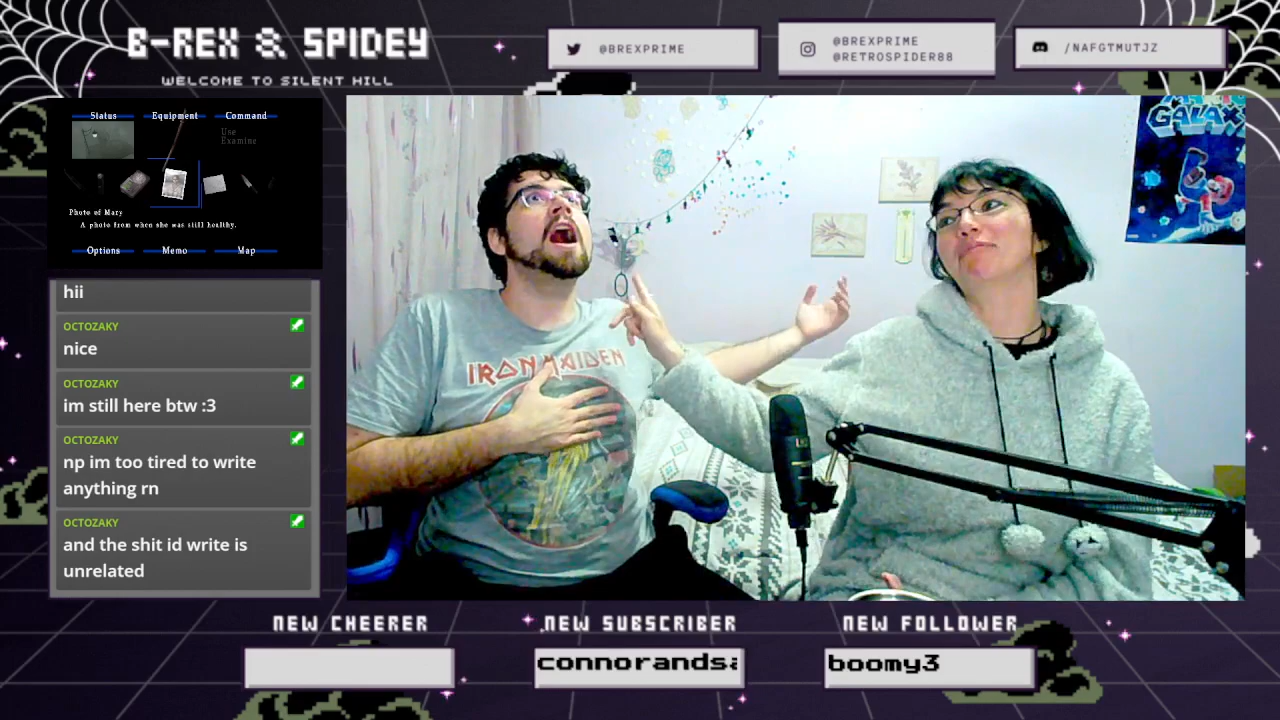 B-REX & SPIDEY
WELCOME TO SILENT HILL
@BREXPRIME
@BREXPRIME
@RETROSPIDER88
/NAFGTMUTJZ
Status
Equipment
Command
Use
Examine
Photo of Mary
A photo from when she was still healthy.
Options
Memo
Map
hii
OCTOZAKY
nice
OCTOZAKY
im still here btw :3
OCTOZAKY
np im too tired to write
anything rn
OCTOZAKY
and the shit id write is
unrelated
IRON MAIDEN
GALAXY
NEW CHEERER
NEW SUBSCRIBER
NEW FOLLOWER
connorandsa
boomy3